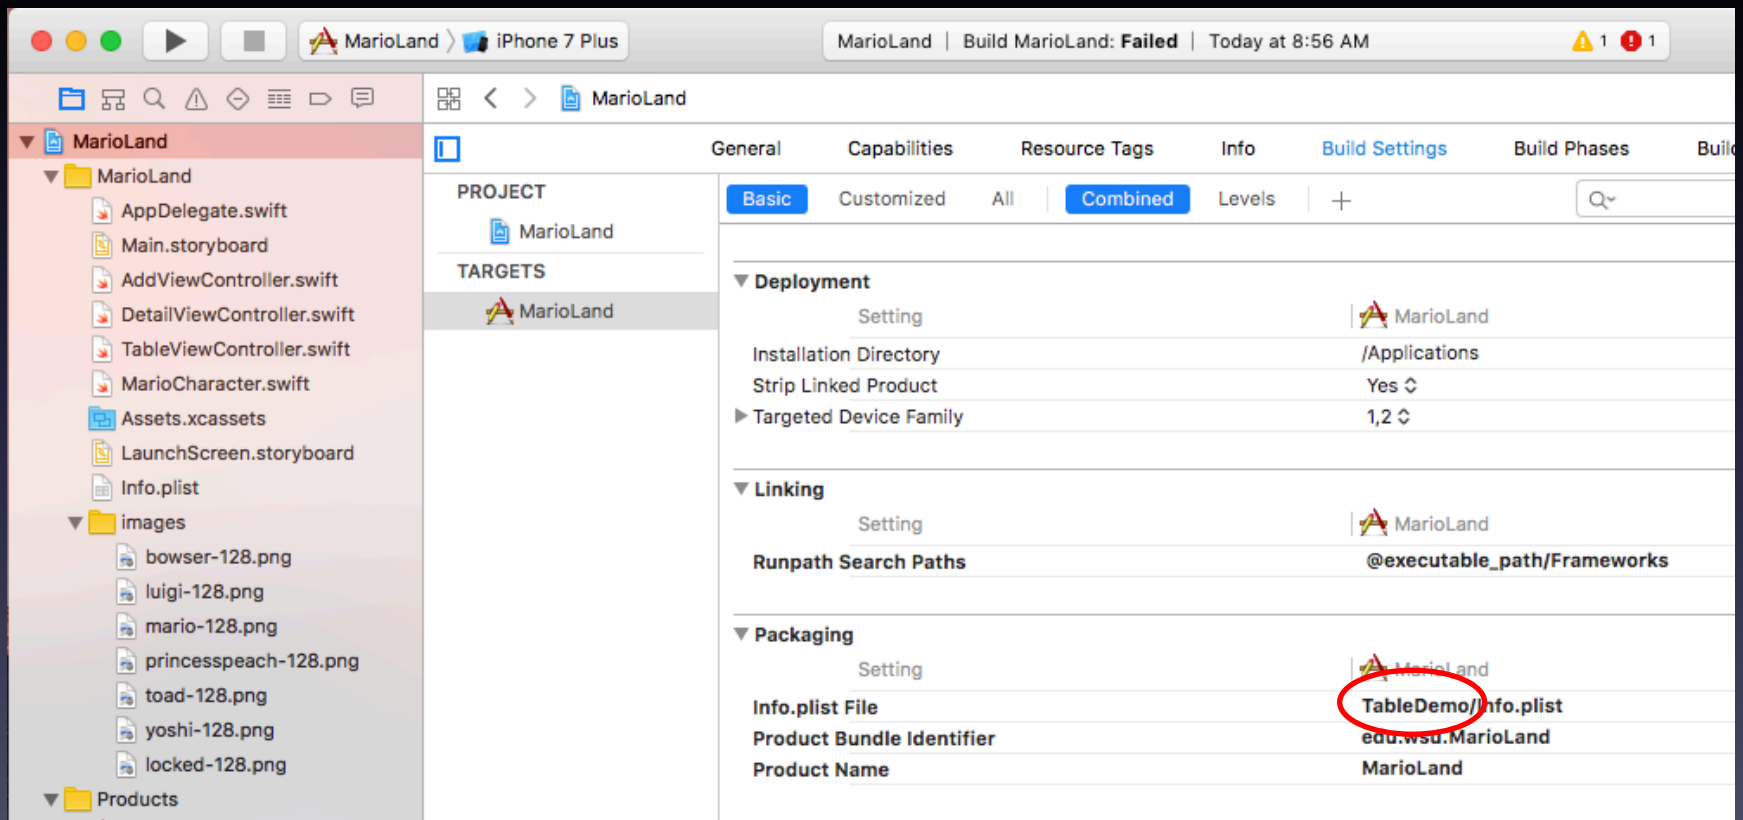 MarioLand 〉 iPhone 7 Plus
MarioLand | Build MarioLand: Failed | Today at 8:56 AM
1
1
MarioLand
General Capabilities Resource Tags Info Build Settings Build Phases
Basic Customized All Combined Levels
MarioLand
MarioLand
AppDelegate.swift
Main.storyboard
AddViewController.swift
DetailViewController.swift
TableViewController.swift
MarioCharacter.swift
Assets.xcassets
LaunchScreen.storyboard
Info.plist
images
bowser-128.png
luigi-128.png
mario-128.png
princesspeach-128.png
toad-128.png
yoshi-128.png
locked-128.png
Products
PROJECT
MarioLand
TARGETS
MarioLand
Deployment
Setting MarioLand
Installation Directory /Applications
Strip Linked Product Yes
Targeted Device Family 1,2
Linking
Setting MarioLand
Runpath Search Paths @executable_path/Frameworks
Packaging
Setting MarioLand
Info.plist File TableDemo/Info.plist
Product Bundle Identifier edu.wsu.MarioLand
Product Name MarioLand